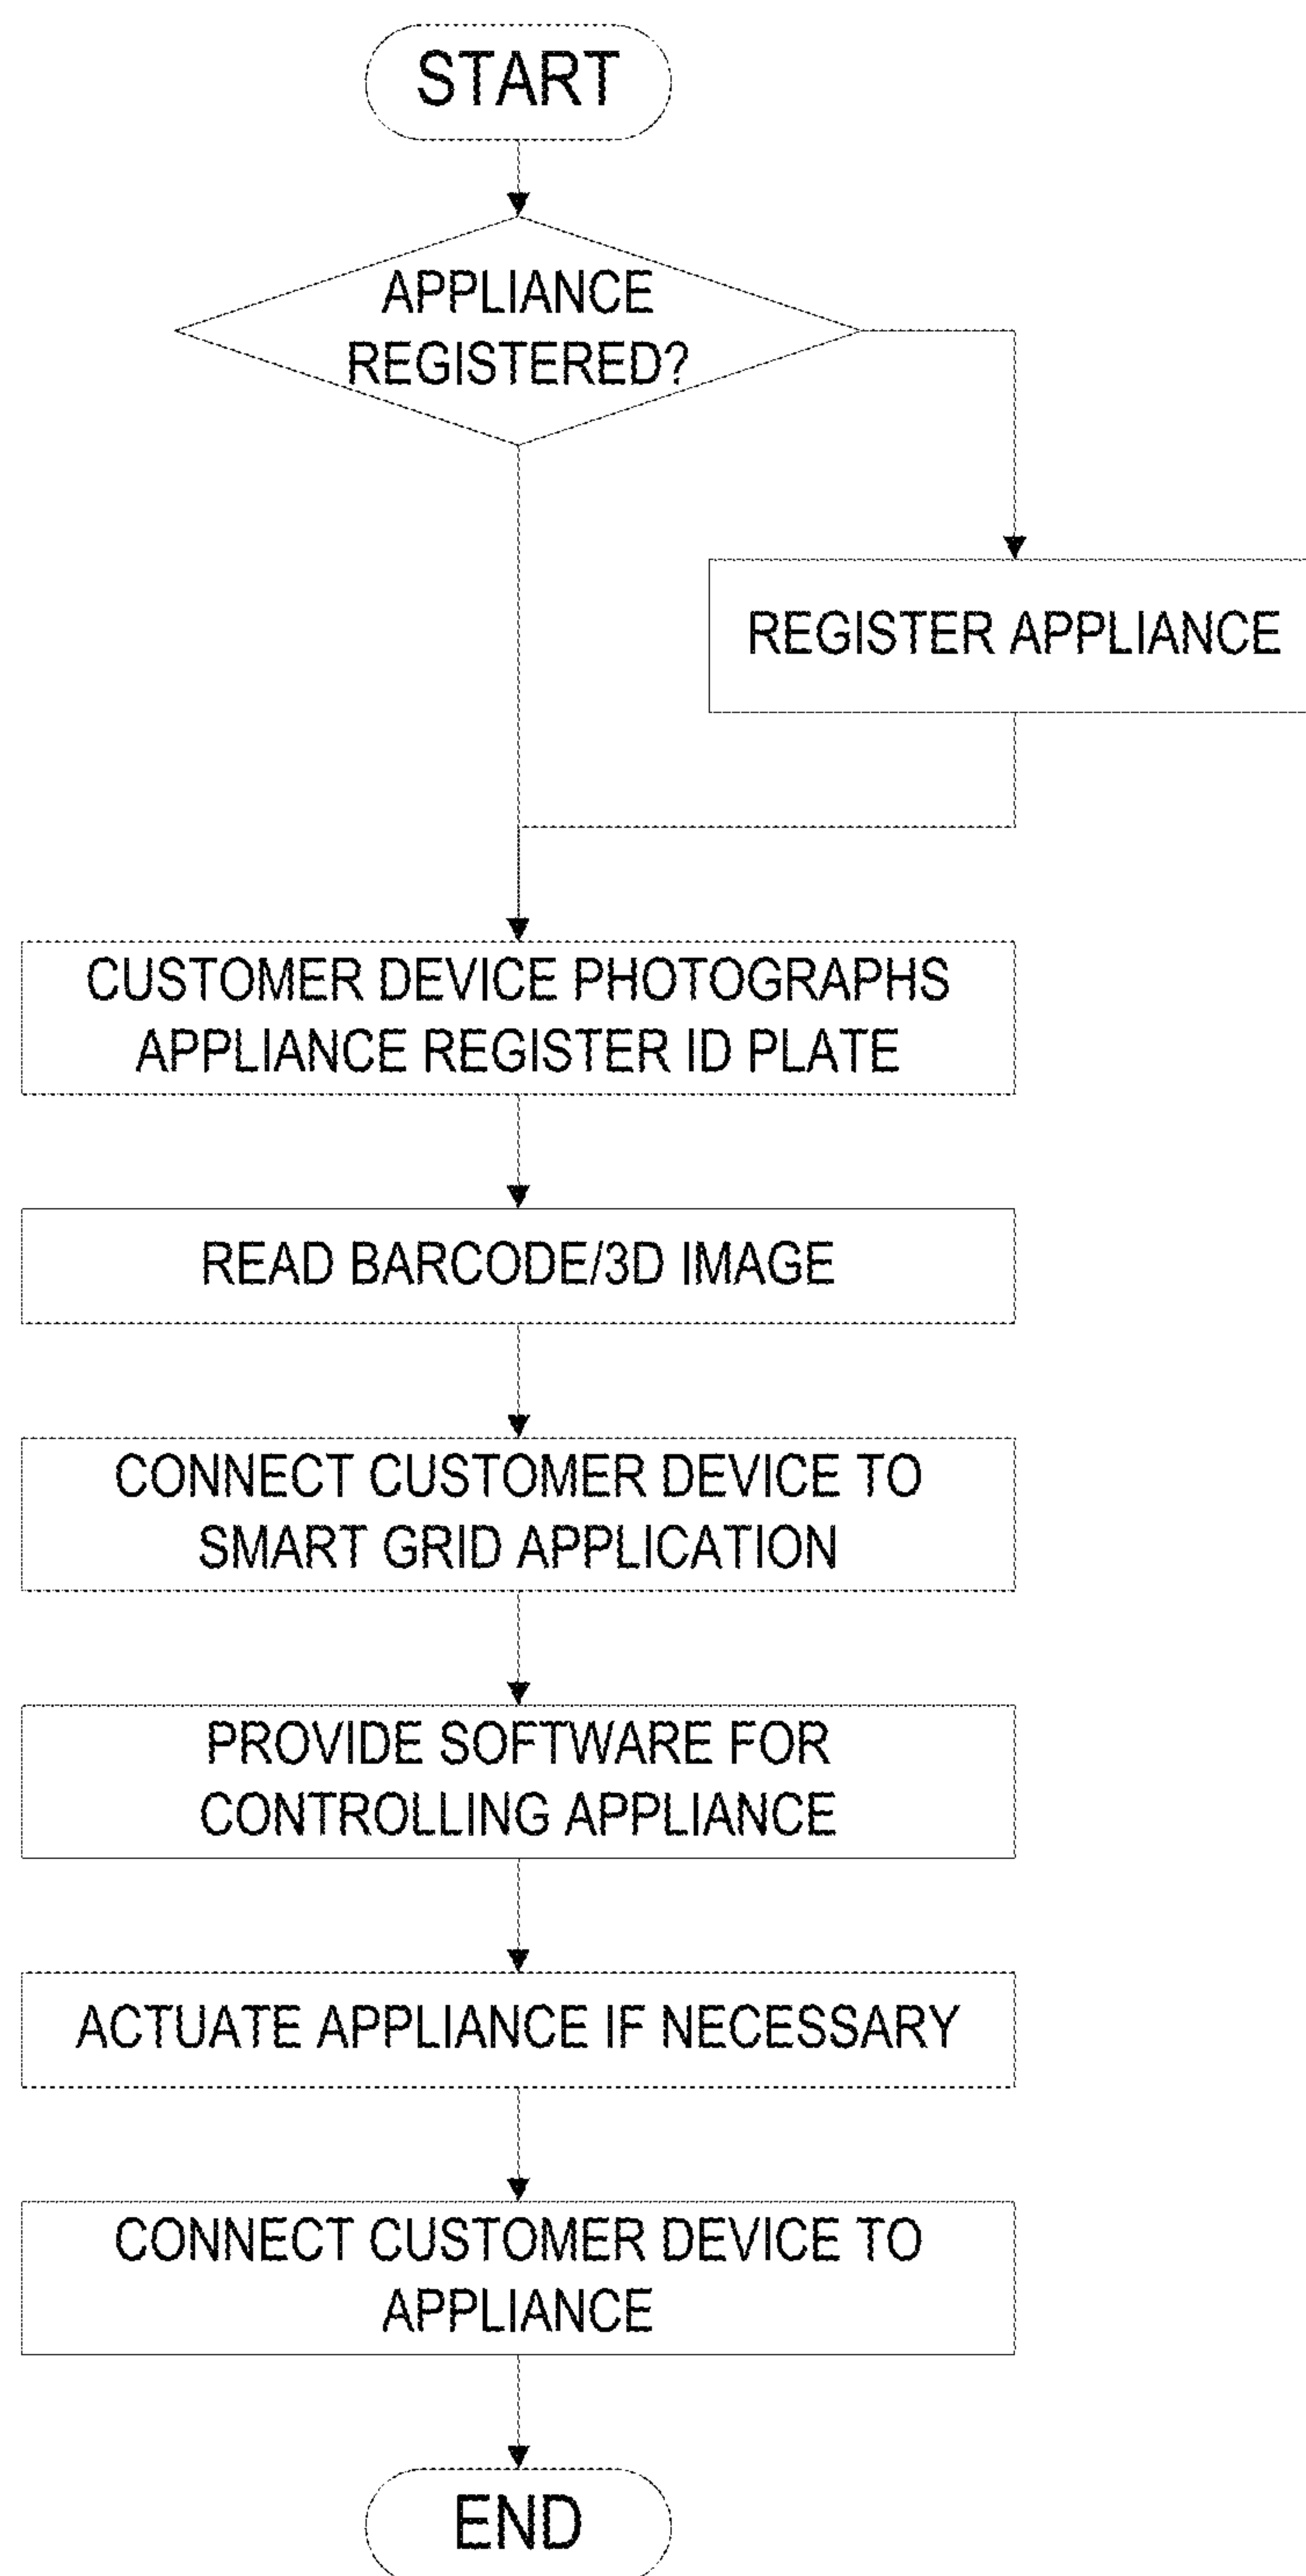 START
APPLIANCE
REGISTERED?
REGISTER APPLIANCE
CUSTOMER DEVICE PHOTOGRAPHS
APPLIANCE REGISTER ID PLATE
READ BARCODE/3D IMAGE
CONNECT CUSTOMER DEVICE TO
SMART GRID APPLICATION
PROVIDE SOFTWARE FOR
CONTROLLING APPLIANCE
ACTUATE APPLIANCE IF NECESSARY
CONNECT CUSTOMER DEVICE TO
APPLIANCE
END